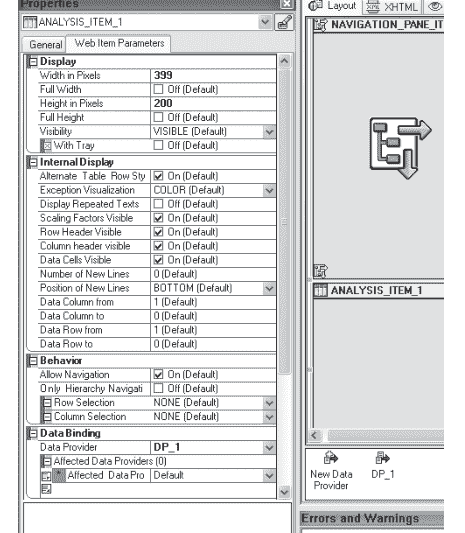 Properties
ANALYSIS_ITEM_1
General Web Item Parameters
Display
Width in Pixels 399
Full Width Off (Default)
Height in Pixels 200
Full Height Off (Default)
Visibility VISIBLE (Default)
With Tray Off (Default)
Internal Display
Alternate Table Row Sty On (Default)
Exception Visualization COLOR (Default)
Display Repeated Texts Off (Default)
Scaling Factors Visible On (Default)
Row Header Visible On (Default)
Column header visible On (Default)
Data Cells Visible On (Default)
Number of New Lines 0 (Default)
Position of New Lines BOTTOM (Default)
Data Column from 1 (Default)
Data Column to 0 (Default)
Data Row from 1 (Default)
Data Row to 0 (Default)
Behavior
Allow Navigation On (Default)
Only Hierarchy Navigati Off (Default)
Row Selection NONE (Default)
Column Selection NONE (Default)
Data Binding
Data Provider DP_1
Affected Data Providers (0)
Affected Data Pro Default
Layout XHTML
NAVIGATION_PANE_IT
ANALYSIS_ITEM_1
New Data Provider
DP_1
Errors and Warnings